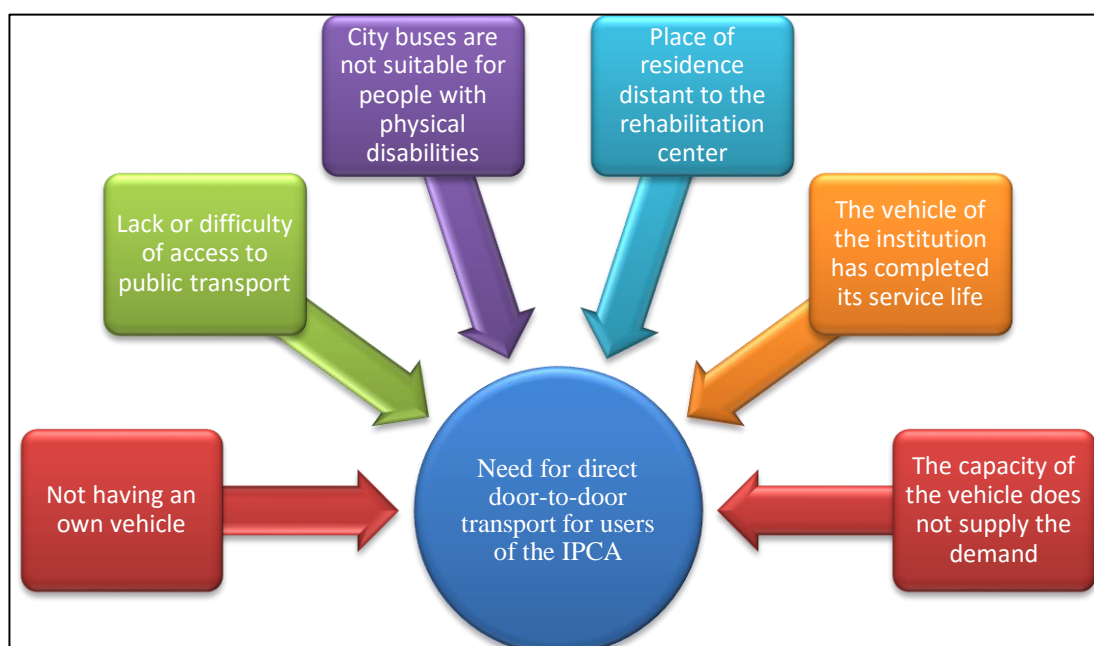 City buses are
not suitable for
people with
physical
disabilities
Place of
residence
distant to the
rehabilitation
center
Lack or difficulty
of access to
public transport
The vehicle of
the institution
has completed
its service life
Not having an
own vehicle
Need for direct
door-to-door
transport for users
of the IPCA
The capacity of
the vehicle does
not supply the
demand